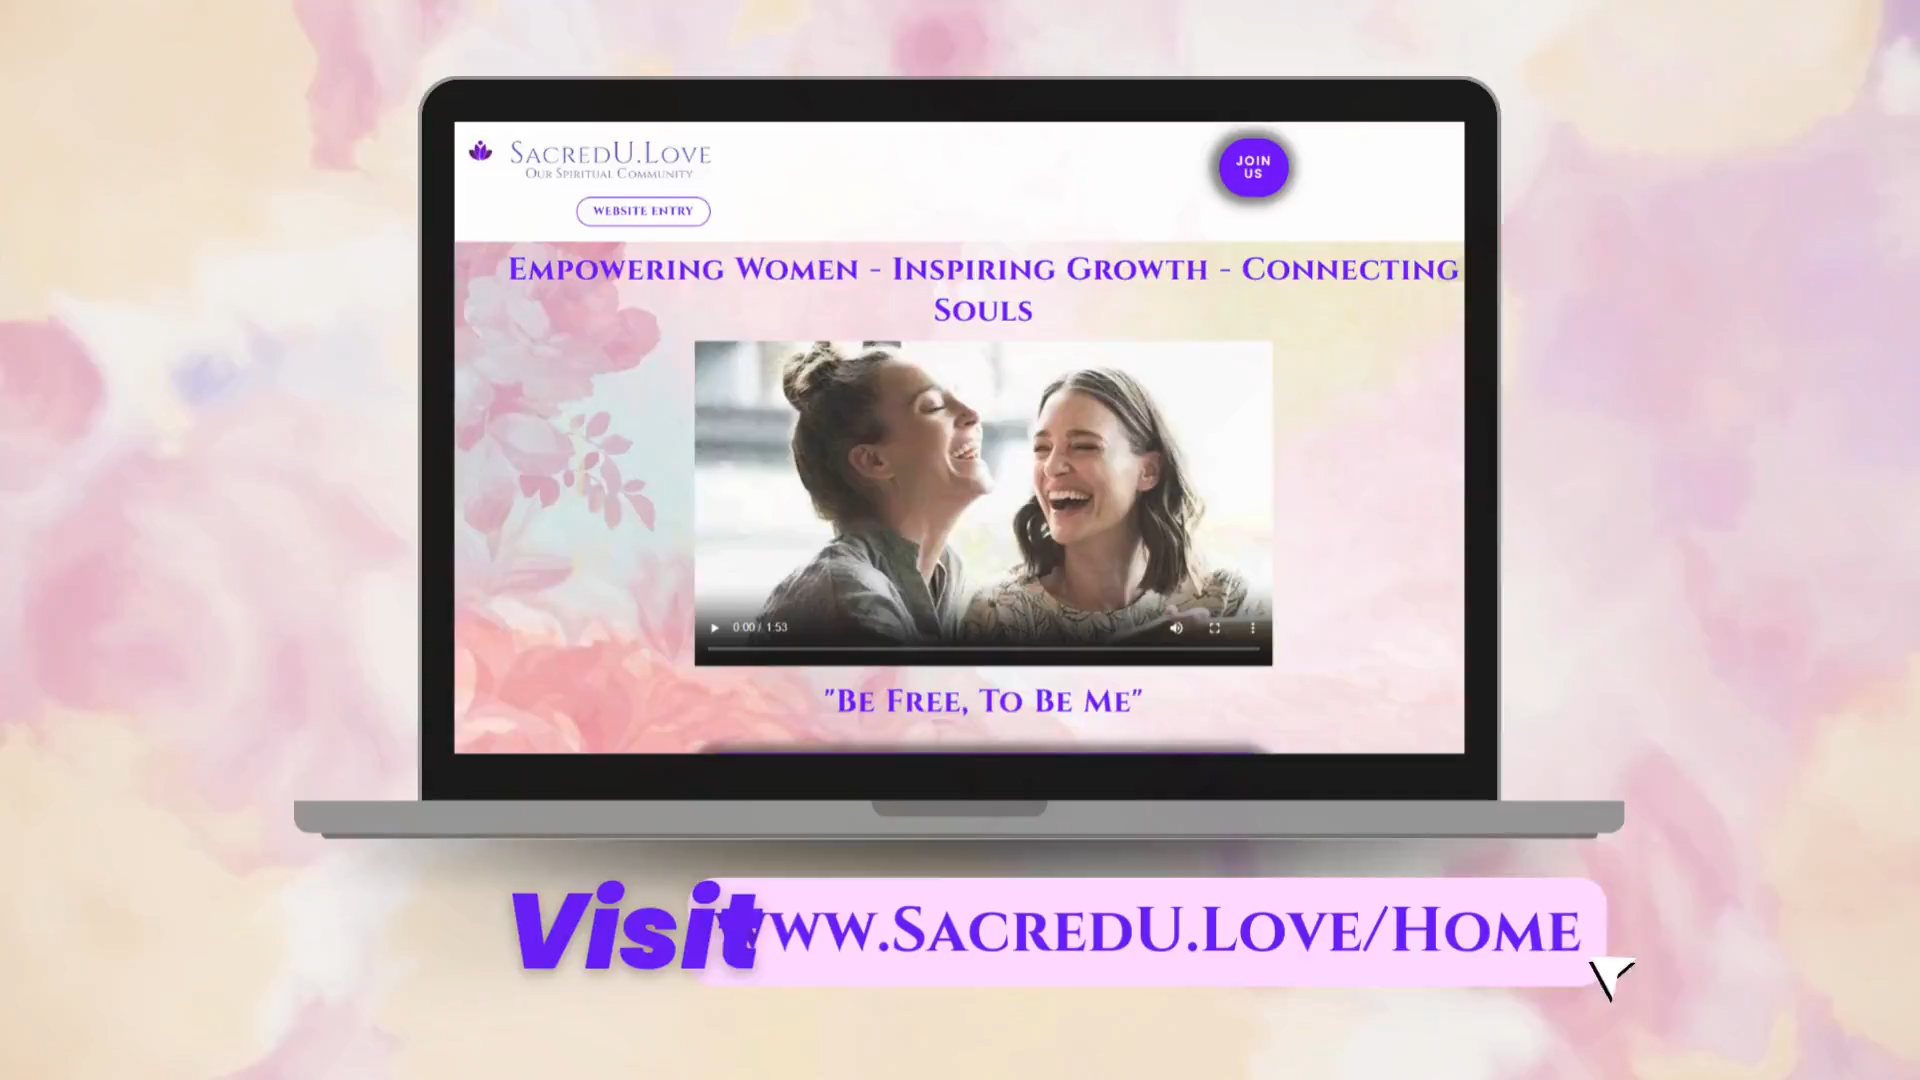 SacredU.Love
Our Spiritual Community
WEBSITE ENTRY
JOIN
US
Empowering Women - Inspiring Growth - Connecting
Souls
0:00 / 1:53
"Be Free, To Be Me"
Visit www.SacredU.Love/Home